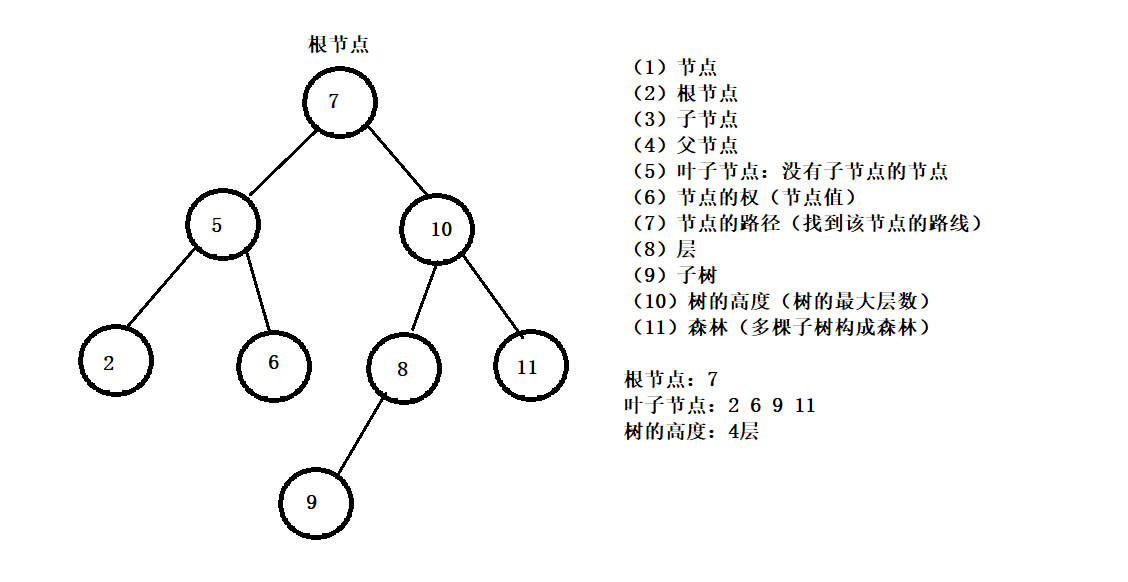 根节点
7
5
10
2
6
8
11
9
（1）节点
（2）根节点
（3）子节点
（4）父节点
（5）叶子节点：没有子节点的节点
（6）节点的权（节点值）
（7）节点的路径（找到该节点的路线）
（8）层
（9）子树
（10）树的高度（树的最大层数）
（11）森林（多棵子树构成森林）
根节点：7
叶子节点：2 6 9 11
树的高度：4层